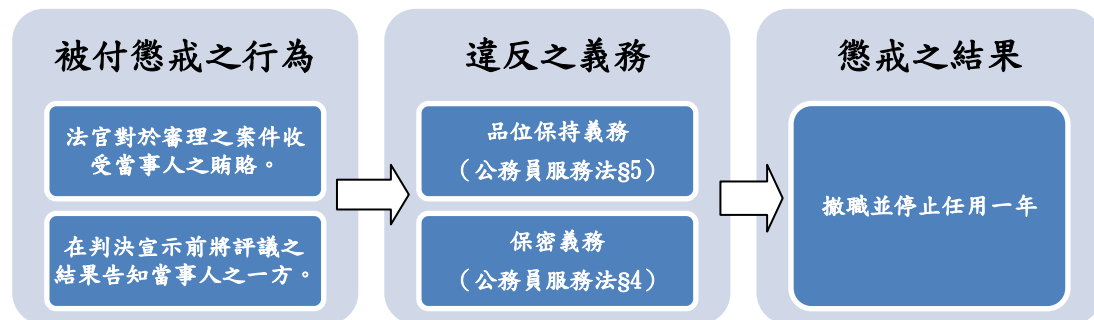 被付懲戒之行為
法官對於審理之案件收
受當事人之賄賂。
在判決宣示前將評議之
結果告知當事人之一方。
違反之義務
品位保持義務
（公務員服務法§5）
保密義務
（公務員服務法§4）
懲戒之結果
撤職並停止任用一年